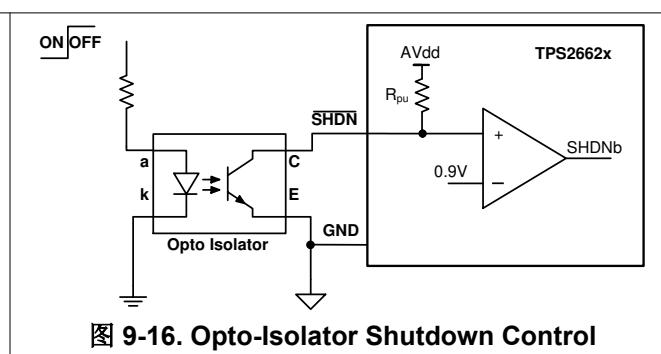 ON OFF
AVdd
TPS2662x
Rpu
SHDN
+
SHDNb
0.9V
−
a
C
k
E
GND
Opto Isolator
图 9-16. Opto-Isolator Shutdown Control